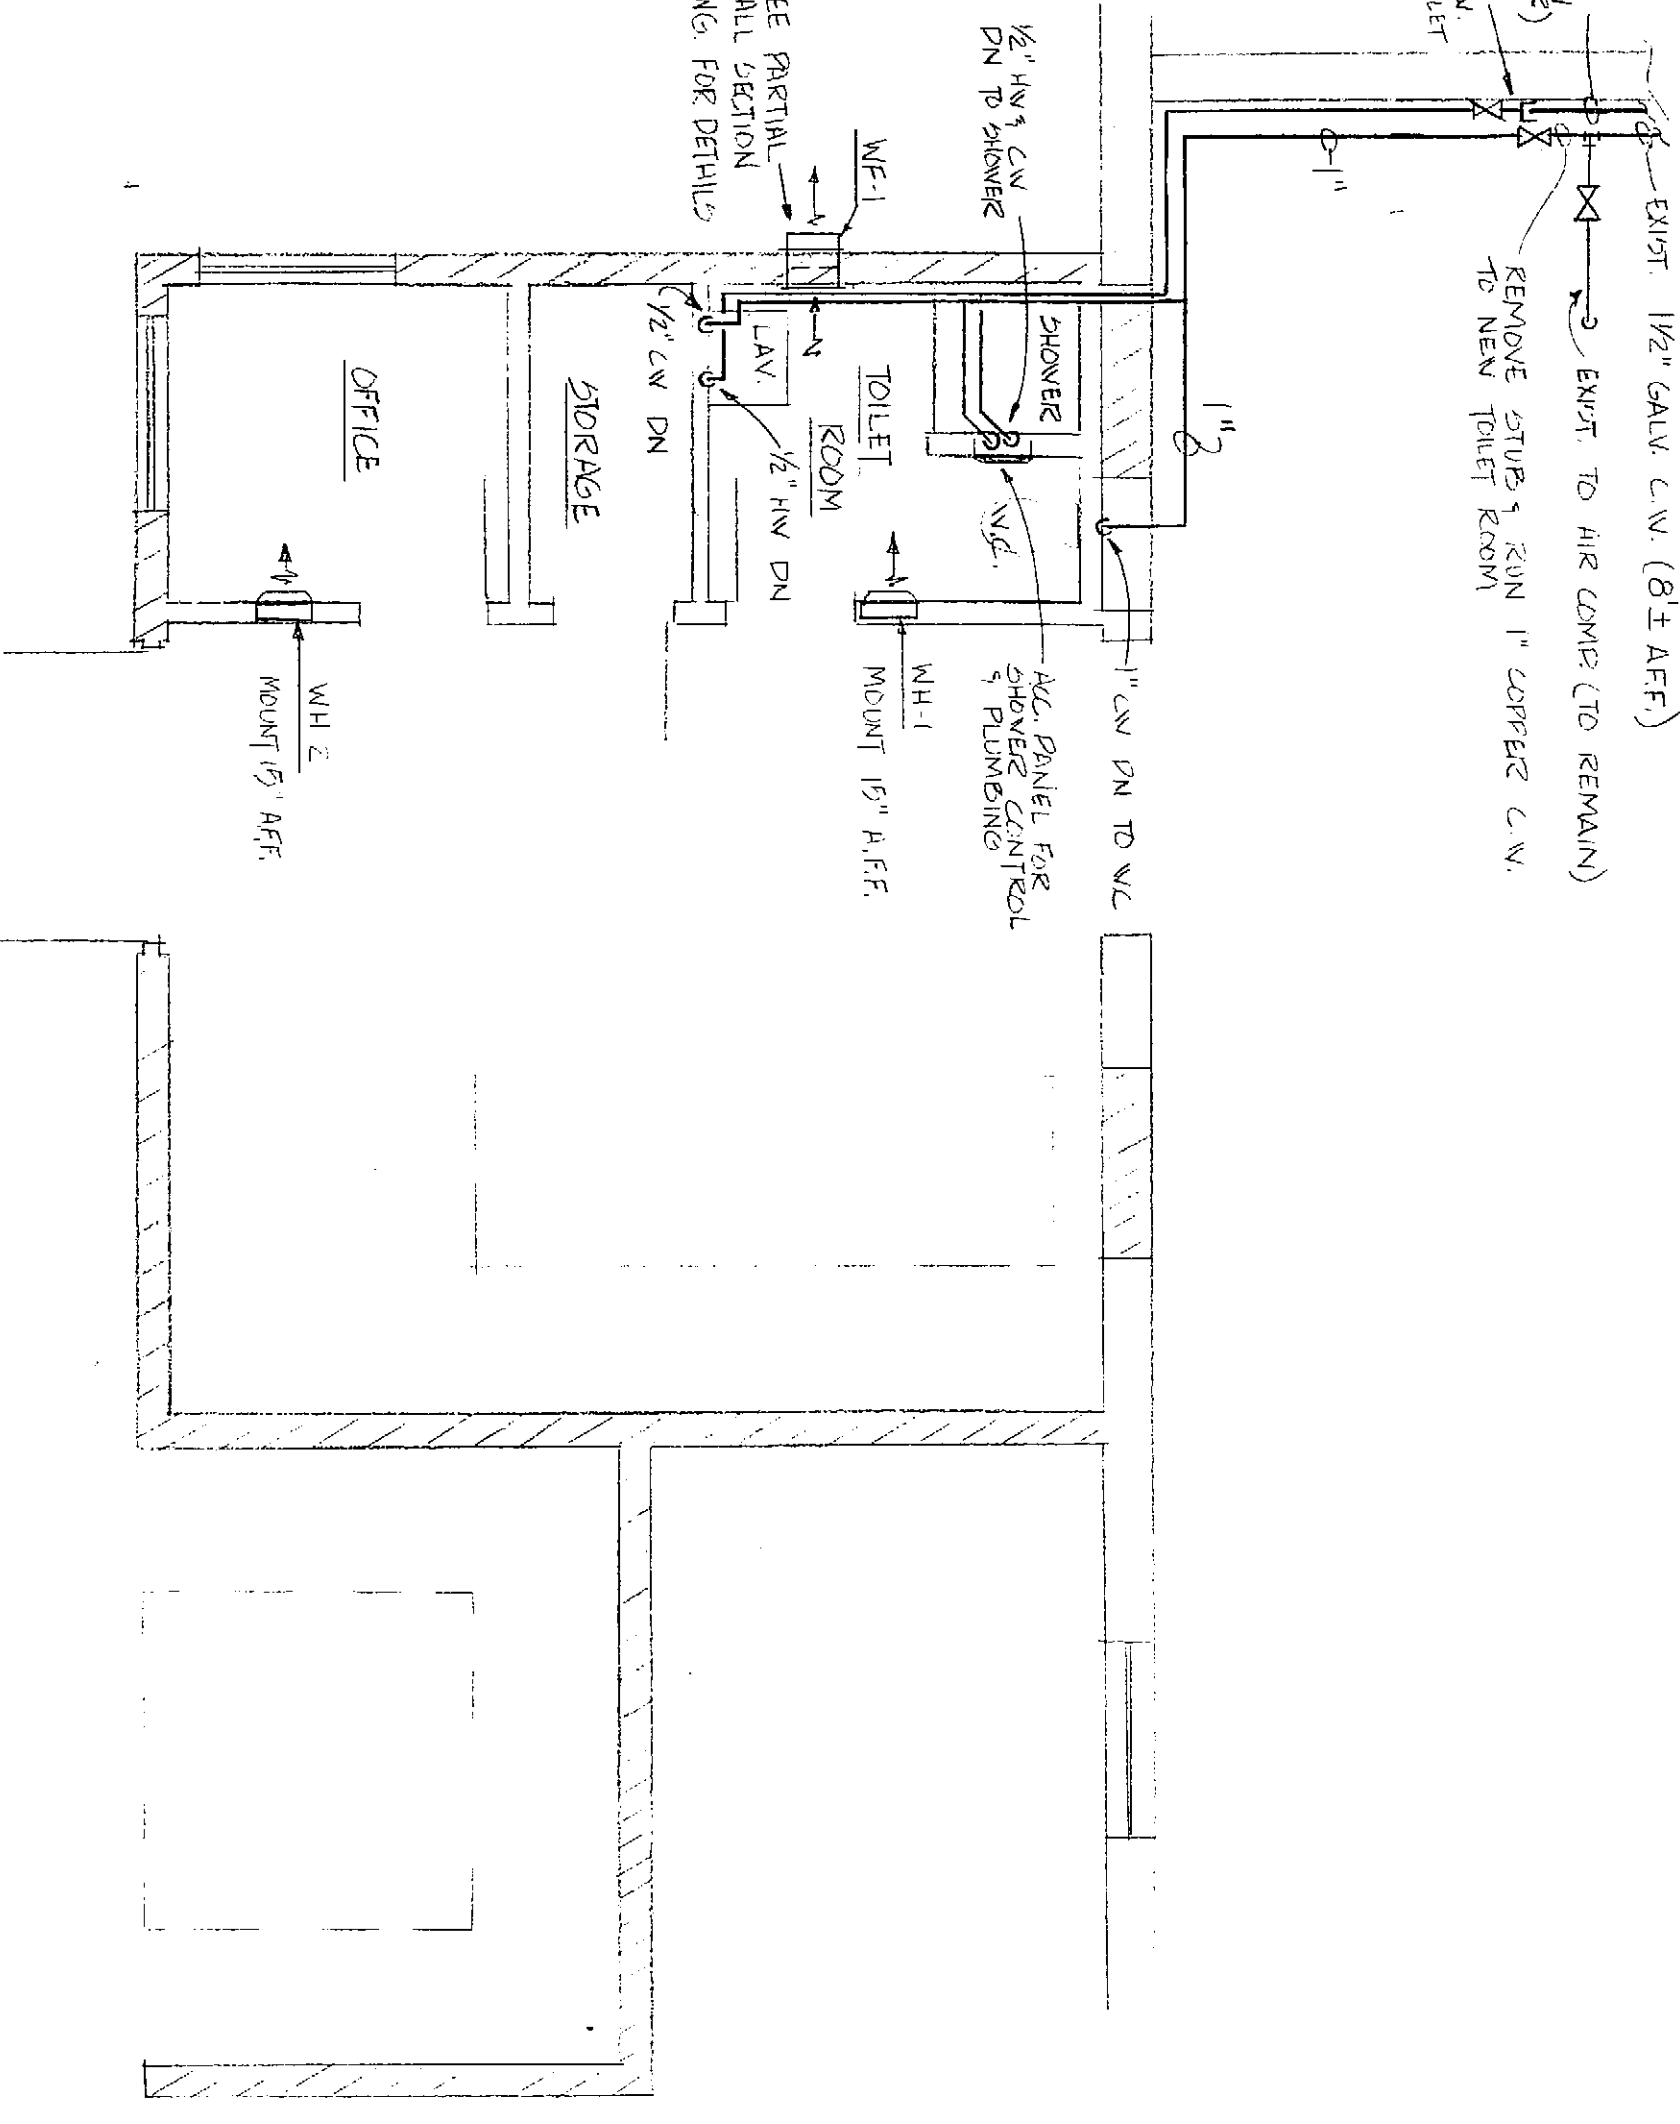 EXIST. 1½" GALV. C.W. (8'± A.F.F.)
EXIST. TO AIR COMP. (TO REMAIN)
REMOVE STUB & RUN 1" COPPER C.W.
TO NEW TOILET ROOM
1"
1"
1" CW DN TO WC
ACC. PANEL FOR
SHOWER CONTROL
& PLUMBING
½" HW & CW
DN TO SHOWER
SHOWER
W.C.
WH-1
MOUNT 15" A.F.F.
WF-1
TOILET
ROOM
PARTIAL
SECTION
FOR DETAILS
LAV.
½" HW DN
½" CW DN
STORAGE
OFFICE
WH 2
MOUNT 15" A.F.F.